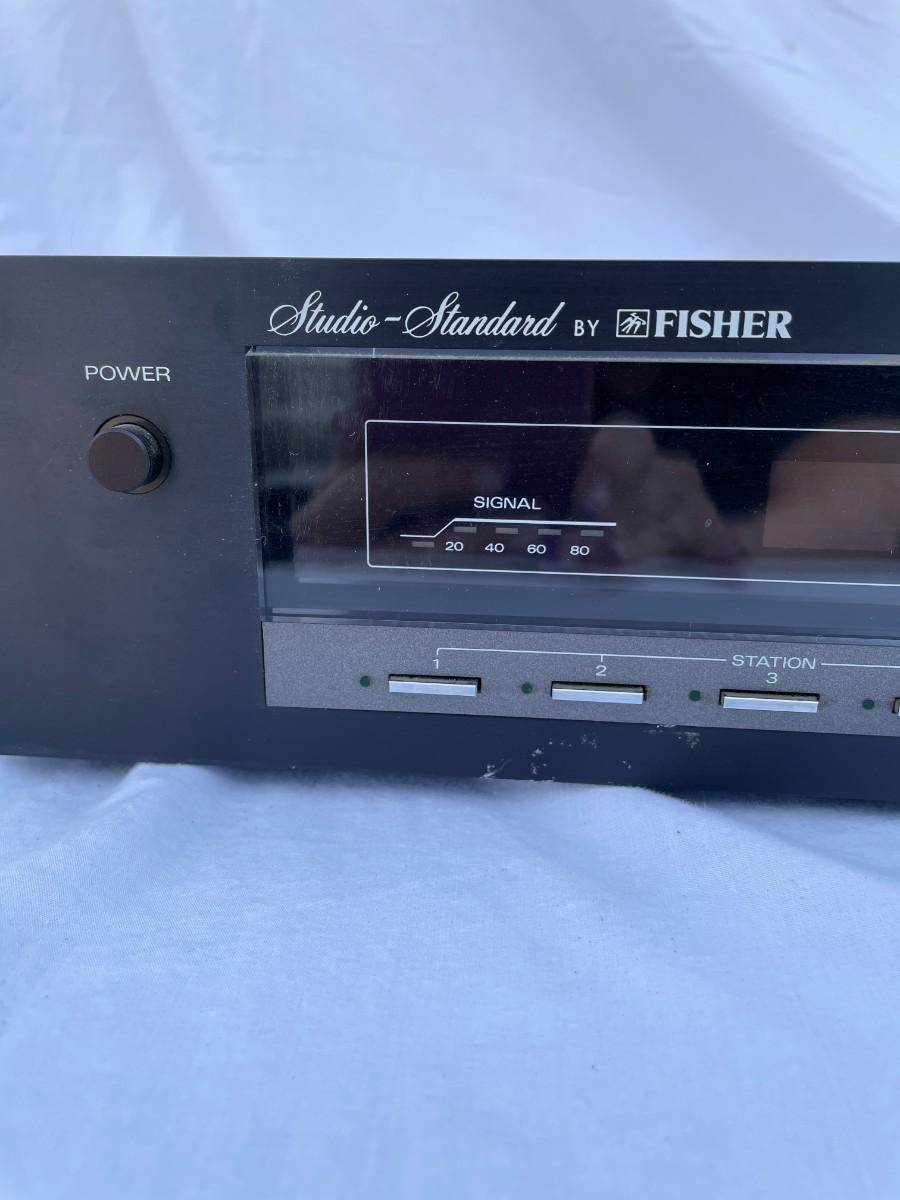 Studio-Standard BY FISHER
POWER
SIGNAL
20 40 60 80
STATION
1 2 3